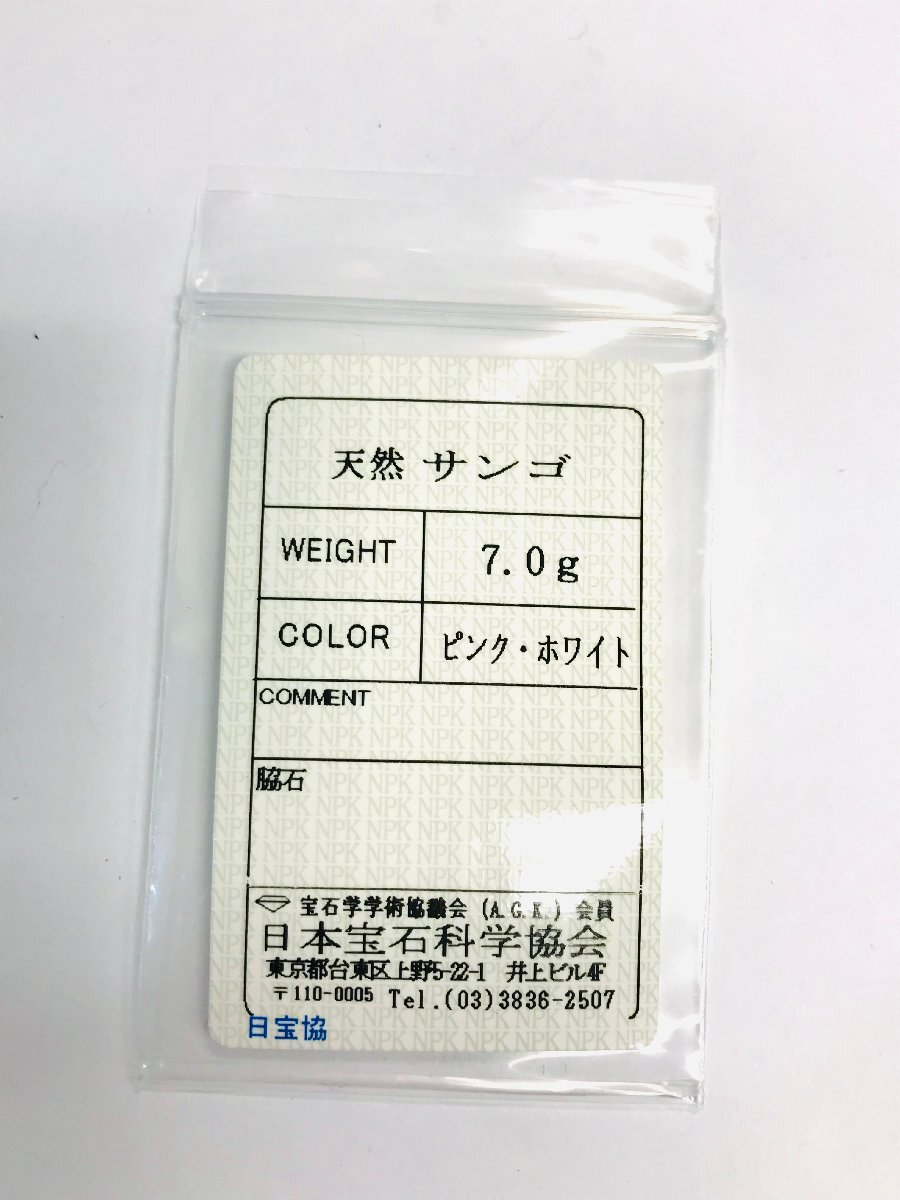 天然 サンゴ
WEIGHT 7.0g
COLOR ピンク・ホワイト
COMMENT
脇石
宝石学学術協議会 (A.G.K.) 会員
日本宝石科学協会
東京都台東区上野5-22-1 井上ビル4F
〒110-0005 Tel.(03)3836-2507
日宝協